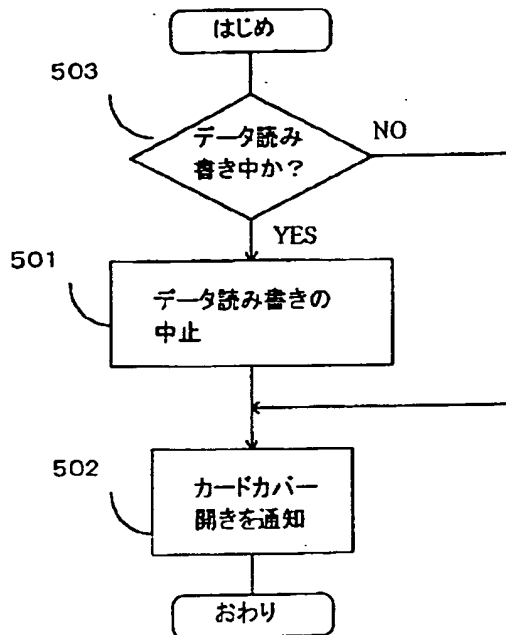 はじめ
503
データ読み
書き中か？
NO
YES
501
データ読み書きの
中止
502
カードカバー
開きを通知
おわり